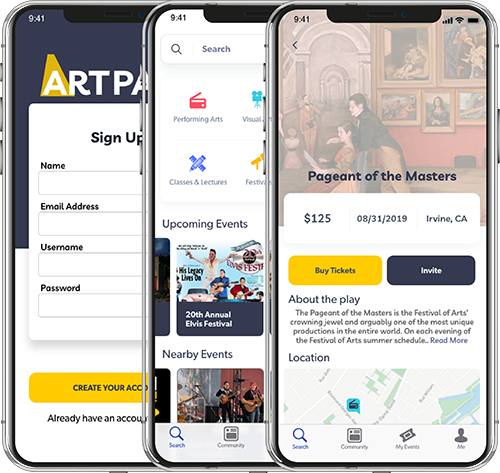 9:41
ARTPA
Sign Up
Name
Email Address
Username
Password
CREATE YOUR ACCO
Already have an accou
9:41
Search
Performing Arts
Visual Ar
Classes & Lectures
Festiva
Upcoming Events
His Legacy
Lives On
ELVIS FESTIV
20th Annual
Elvis Festival
Nearby Events
Search
Community
9:41
Pageant of the Masters
$125
08/31/2019
Irvine, CA
Buy Tickets
Invite
About the play
The Pageant of the Masters is the Festival of Arts'
crowning jewel and arguably one of the most unique
productions in the entire world. On each evening of
the Festival of Arts summer schedule.. Read More
Location
Search
Community
My Events
Me